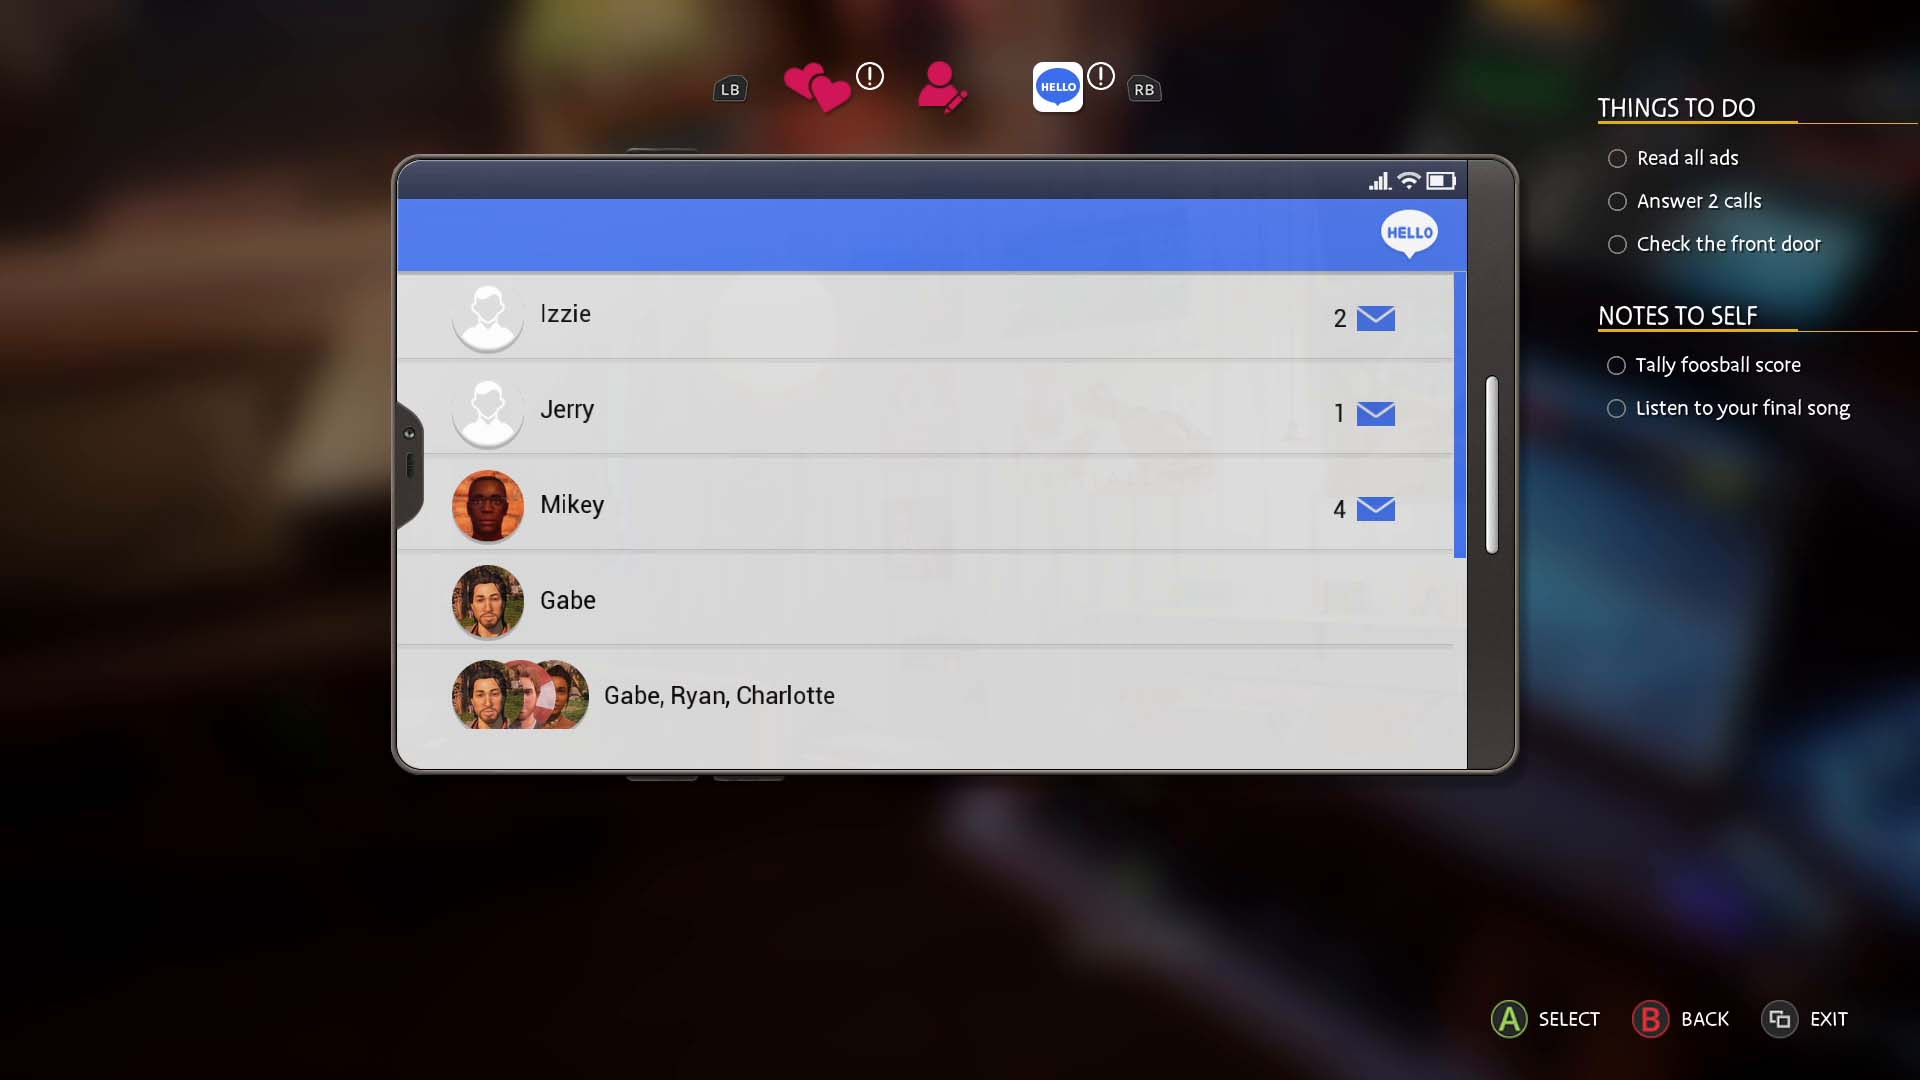 LB
HELLO
RB
HELLO
Izzie
2
Jerry
1
Mikey
4
Gabe
Gabe, Ryan, Charlotte
THINGS TO DO
Read all ads
Answer 2 calls
Check the front door
NOTES TO SELF
Tally foosball score
Listen to your final song
A SELECT
B BACK
EXIT